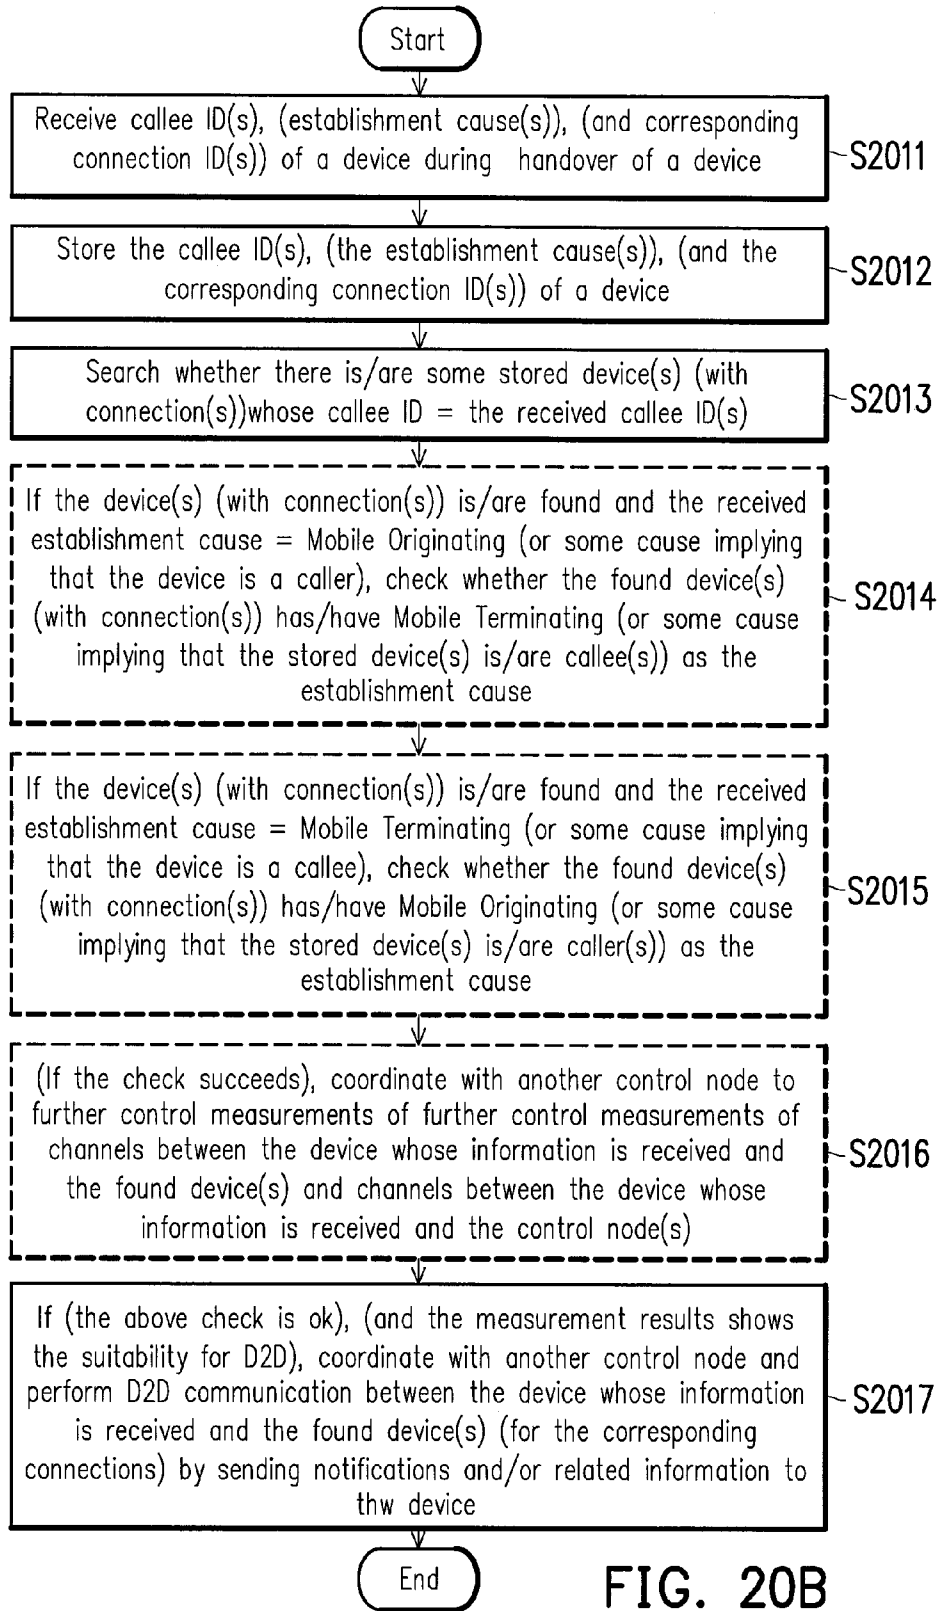 Start
Receive callee ID(s), (establishment cause(s)), (and corresponding
connection ID(s)) of a device during handover of a device
S2011
Store the callee ID(s), (the establishment cause(s)), (and the
corresponding connection ID(s)) of a device
S2012
Search whether there is/are some stored device(s) (with
connection(s))whose callee ID = the received callee ID(s)
S2013
If the device(s) (with connection(s)) is/are found and the received
establishment cause = Mobile Originating (or some cause implying
that the device is a caller), check whether the found device(s)
(with connection(s)) has/have Mobile Terminating (or some cause
implying that the stored device(s) is/are callee(s)) as the
establishment cause
S2014
If the device(s) (with connection(s)) is/are found and the received
establishment cause = Mobile Terminating (or some cause implying
that the device is a callee), check whether the found device(s)
(with connection(s)) has/have Mobile Originating (or some cause
implying that the stored device(s) is/are caller(s)) as the
establishment cause
S2015
(If the check succeeds), coordinate with another control node to
further control measurements of further control measurements of
channels between the device whose information is received and
the found device(s) and channels between the device whose
information is received and the control node(s)
S2016
If (the above check is ok), (and the measurement results shows
the suitability for D2D), coordinate with another control node and
perform D2D communication between the device whose information
is received and the found device(s) (for the corresponding
connections) by sending notifications and/or related information to
thw device
S2017
End
FIG. 20B